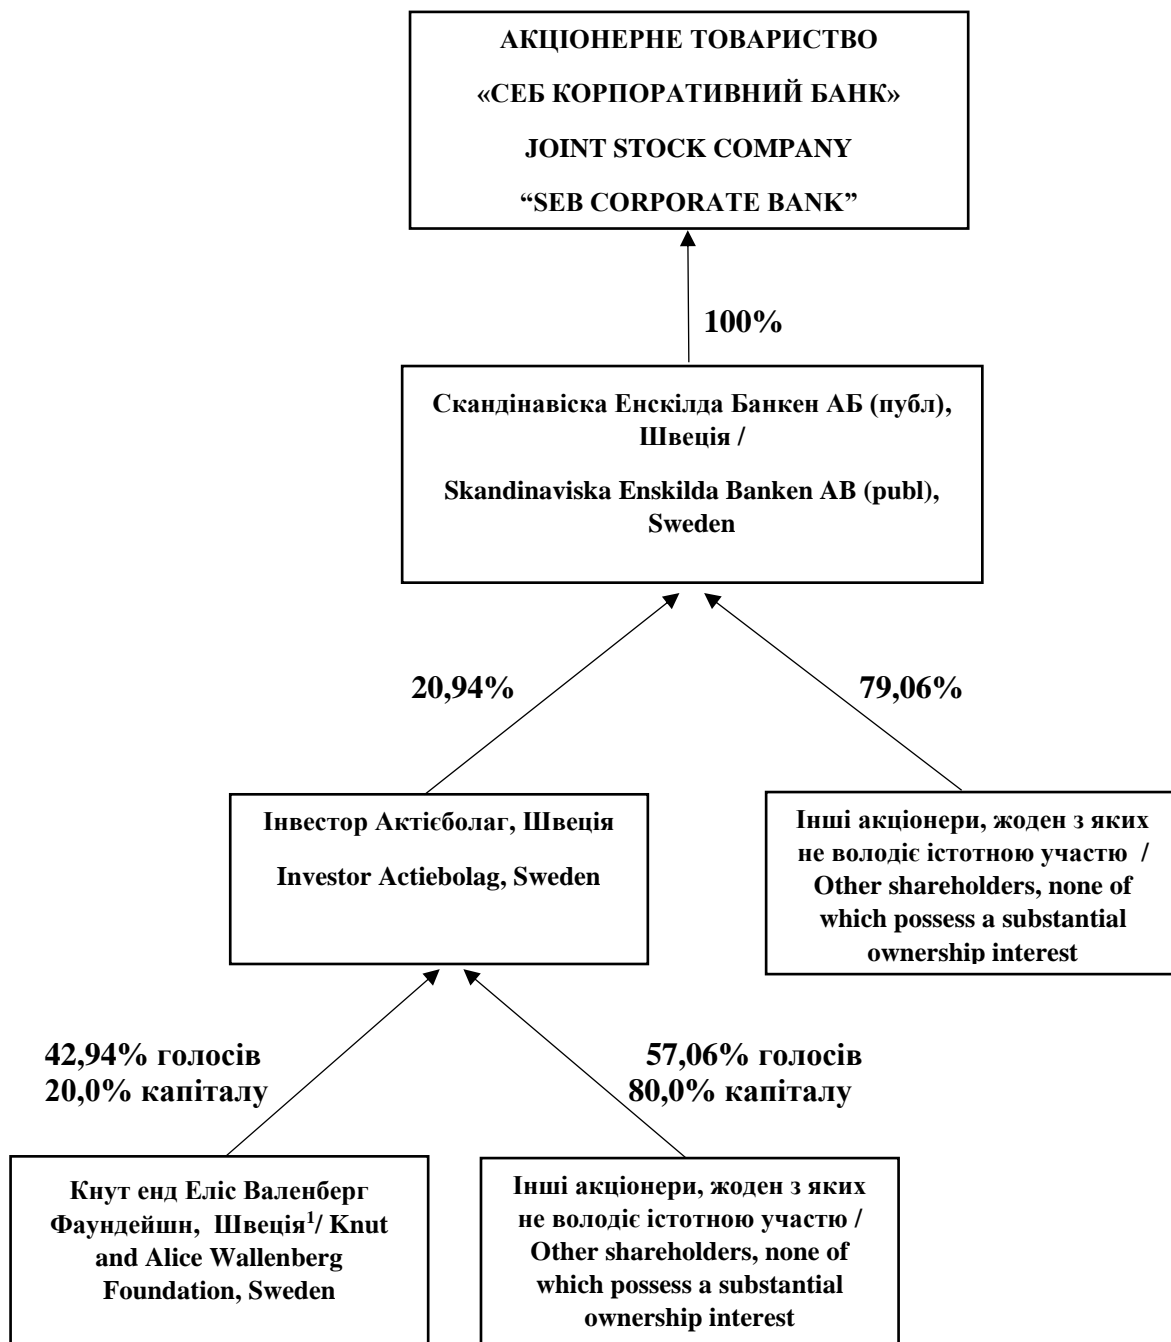 АКЦІОНЕРНЕ ТОВАРИСТВО
«СЕБ КОРПОРАТИВНИЙ БАНК»
JOINT STOCK COMPANY
“SEB CORPORATE BANK”
100%
Скандінавіска Енскілда Банкен АБ (публ),
Швеція /
Skandinaviska Enskilda Banken AB (publ),
Sweden
20,94%
79,06%
Інвестор Актієболаг, Швеція
Investor Actiebolag, Sweden
Інші акціонери, жоден з яких
не володіє істотною участю /
Other shareholders, none of
which possess a substantial
ownership interest
42,94% голосів
20,0% капіталу
57,06% голосів
80,0% капіталу
Кнут енд Еліс Валенберг
Фаундейшн, Швеція¹/ Knut
and Alice Wallenberg
Foundation, Sweden
Інші акціонери, жоден з яких
не володіє істотною участю /
Other shareholders, none of
which possess a substantial
ownership interest